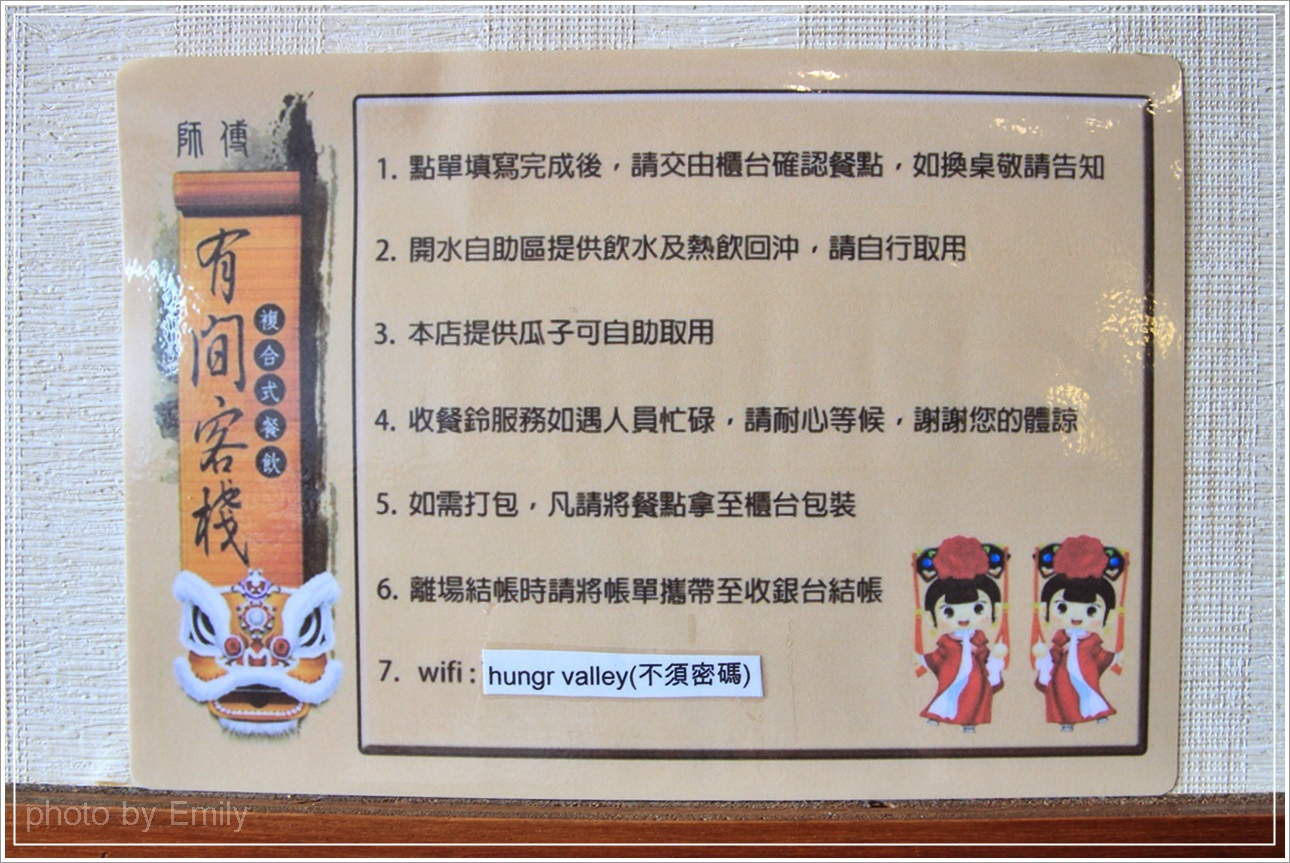 師傅
有間客棧
複合式餐飲
1. 點單填寫完成後，請交由櫃台確認餐點，如換桌敬請告知
2. 開水自助區提供飲水及熱飲回沖，請自行取用
3. 本店提供瓜子可自助取用
4. 收餐鈴服務如遇人員忙碌，請耐心等候，謝謝您的體諒
5. 如需打包，凡請將餐點拿至櫃台包裝
6. 離場結帳時請將帳單攜帶至收銀台結帳
7. wifi : hungr valley(不須密碼)
photo by Emily